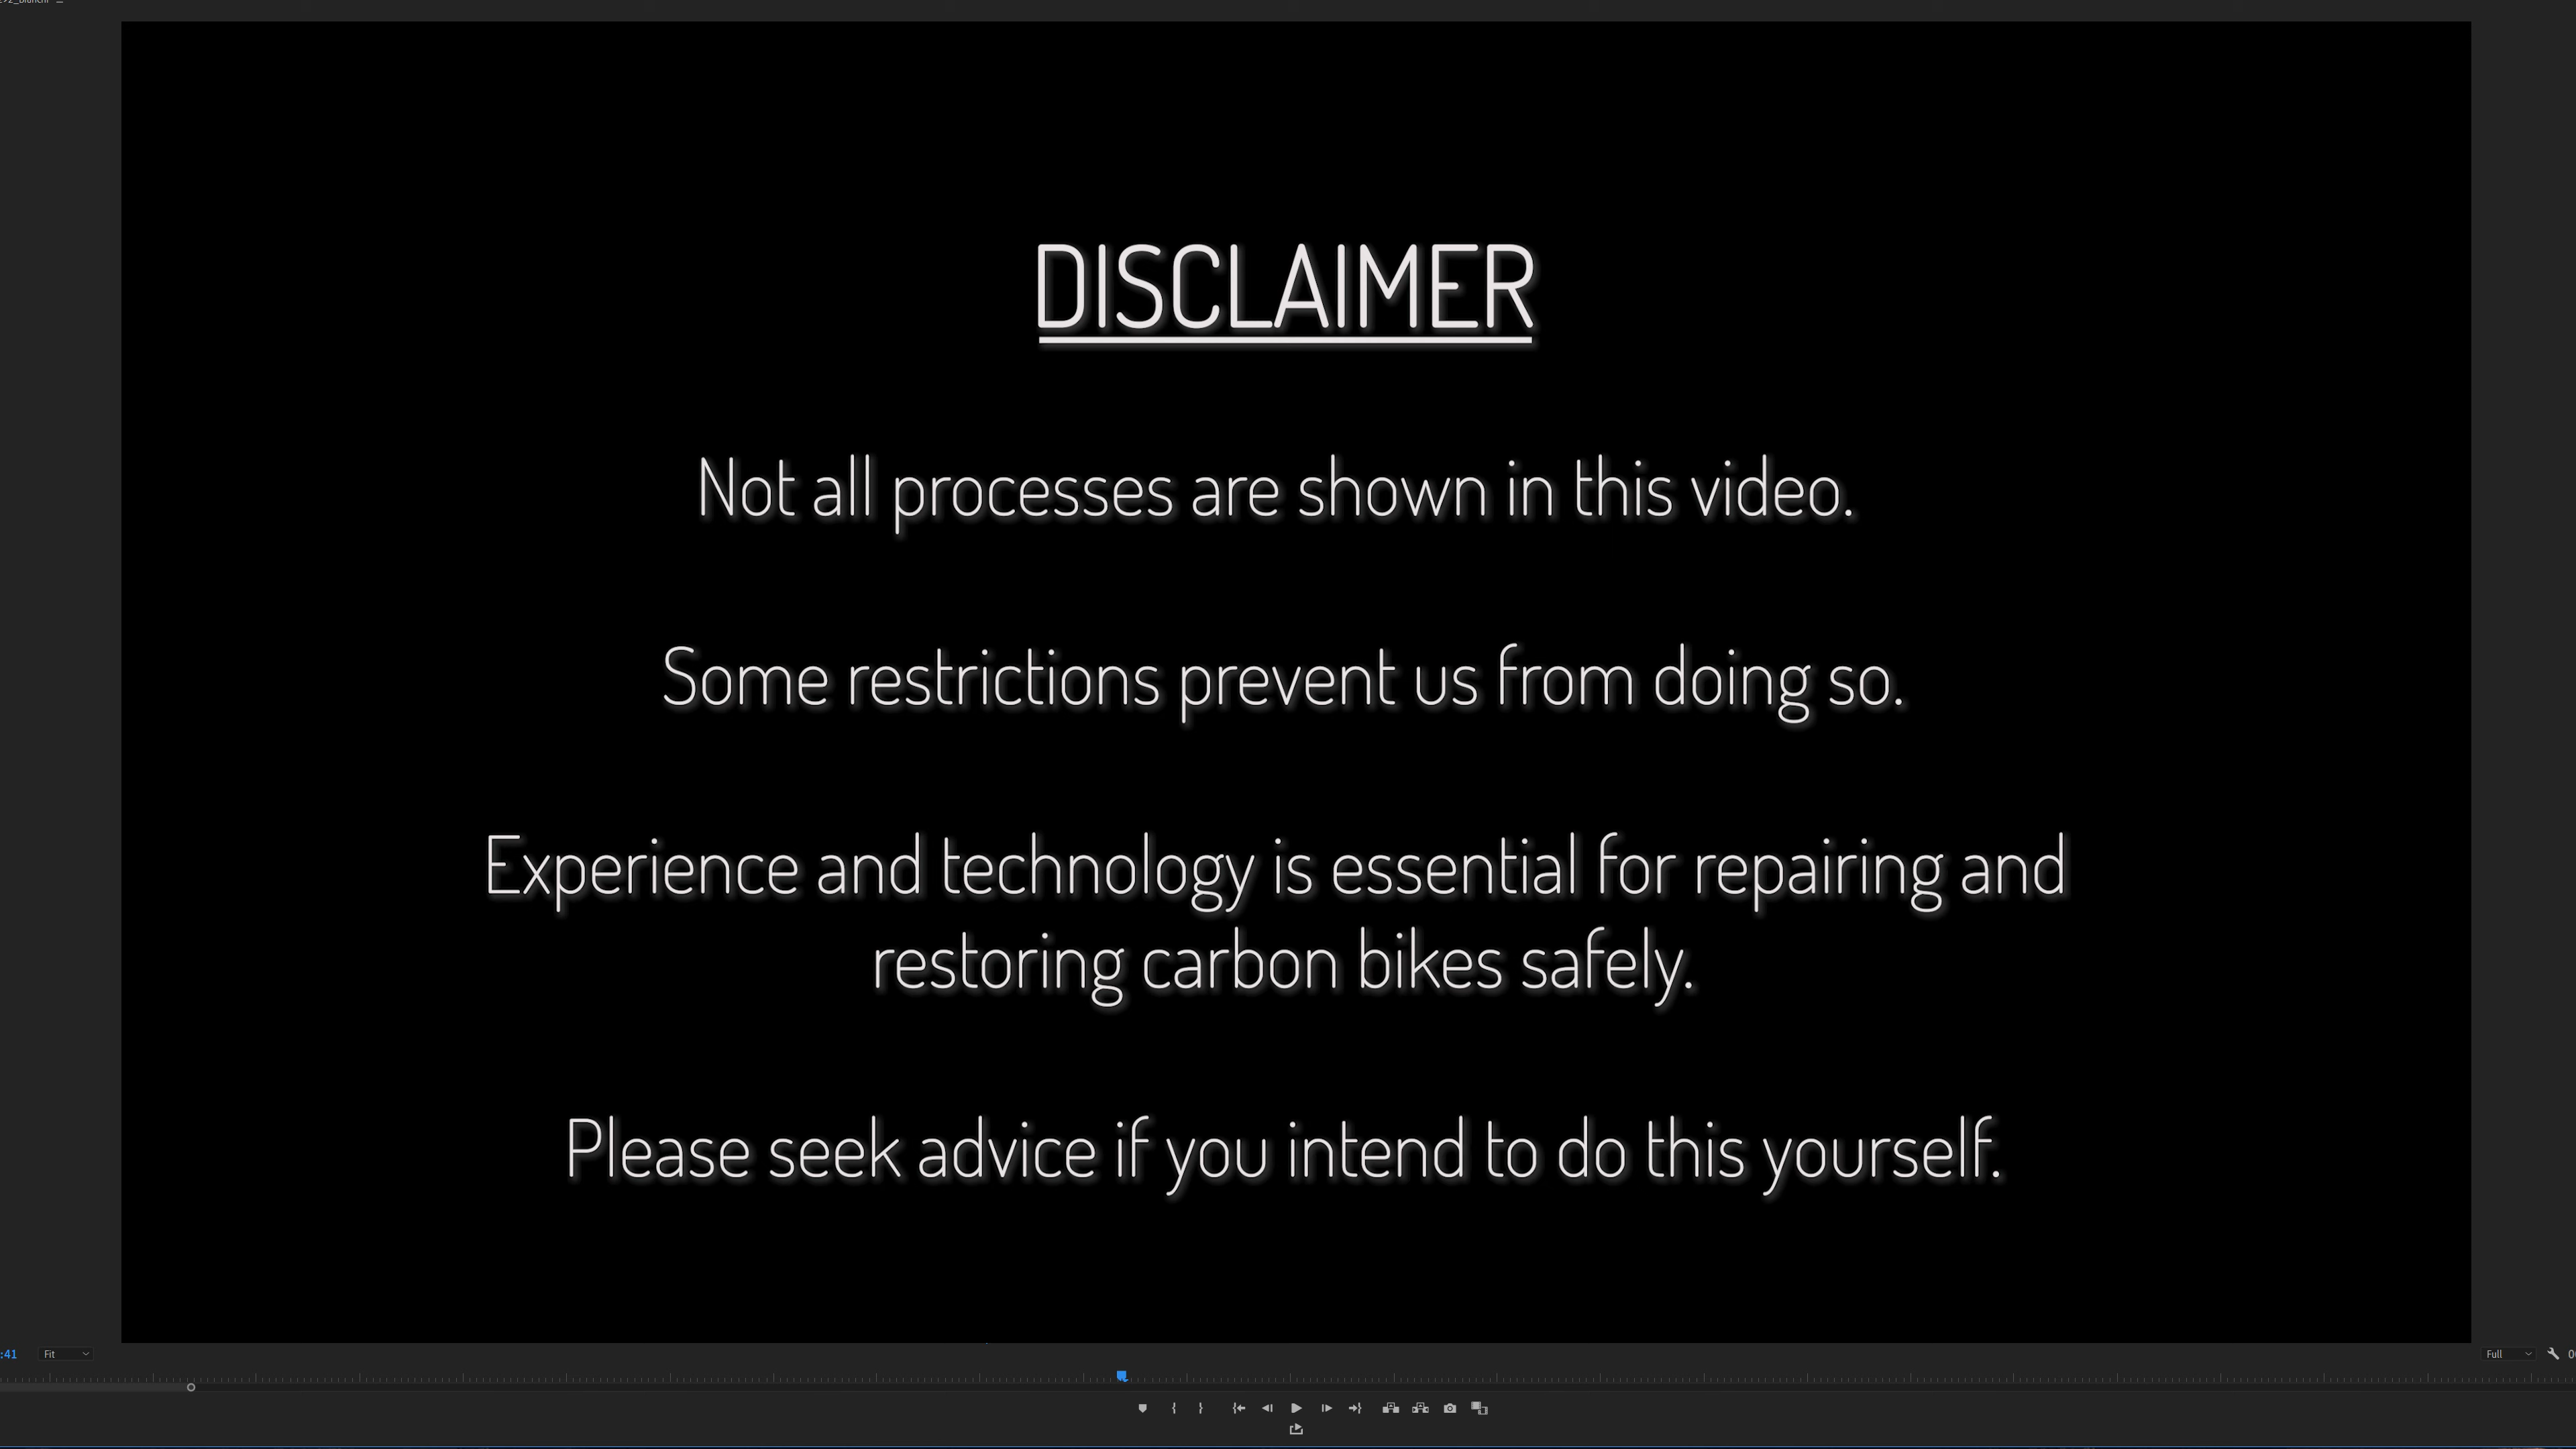 DISCLAIMER
Not all processes are shown in this video.
Some restrictions prevent us from doing so.
Experience and technology is essential for repairing and
restoring carbon bikes safely.
Please seek advice if you intend to do this yourself.
:41
Fit
Full